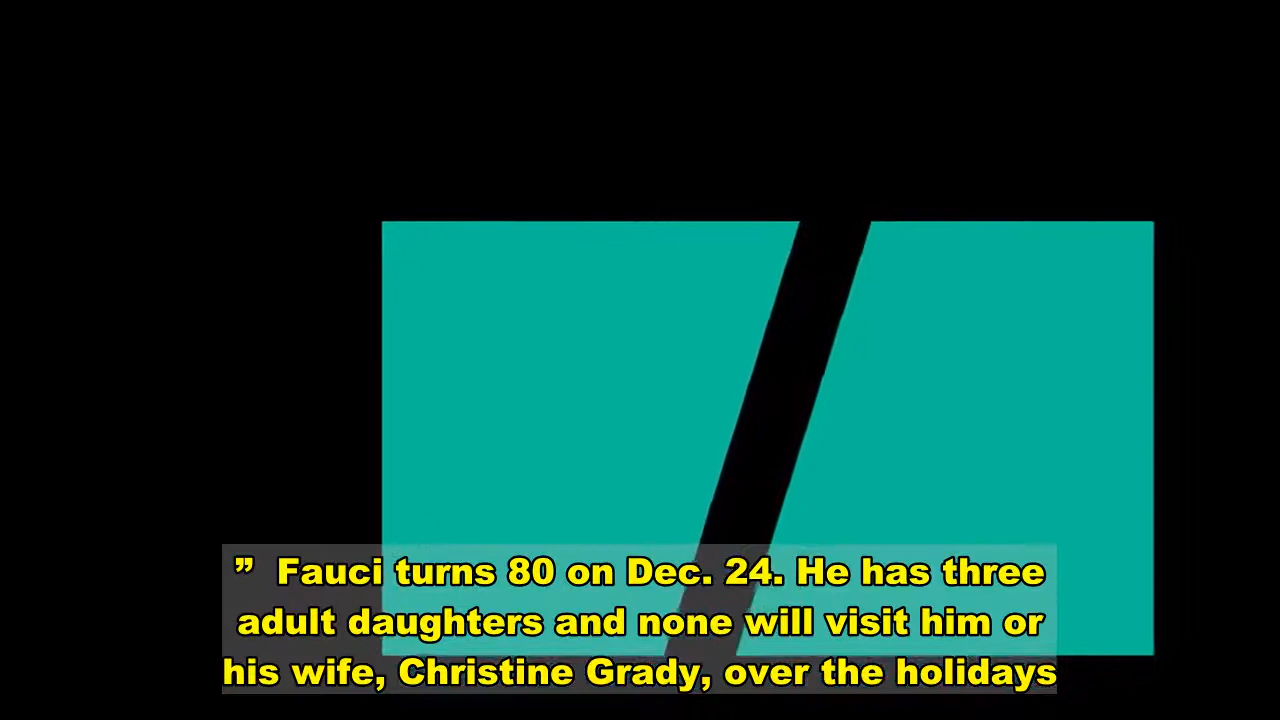 ”  Fauci turns 80 on Dec. 24. He has three
adult daughters and none will visit him or
his wife, Christine Grady, over the holidays